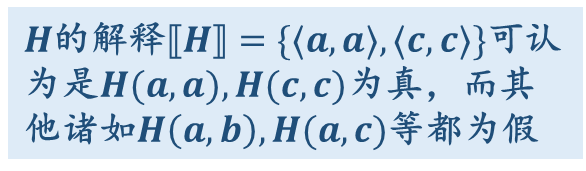 H的解释⟦H⟧ = {⟨a,a⟩,⟨c,c⟩}可认
为是H(a,a),H(c,c)为真，而其
他诸如H(a,b),H(a,c)等都为假